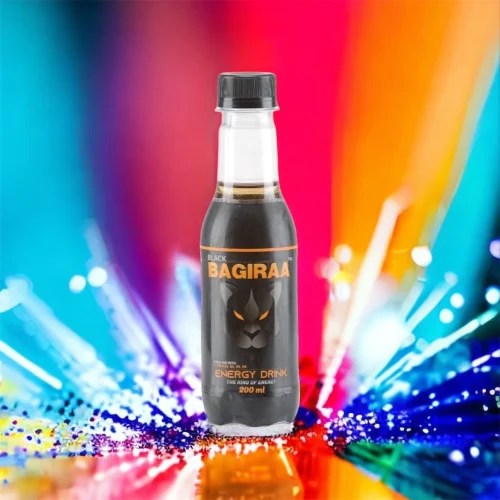 BLACK
BAGIRAA
ENERGY DRINK
THE KING OF ENERGY
200 ml